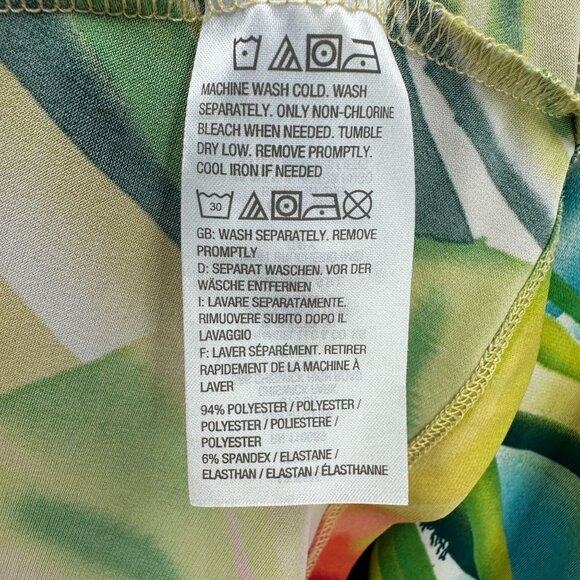 MACHINE WASH COLD. WASH
SEPARATELY. ONLY NON-CHLORINE
BLEACH WHEN NEEDED. TUMBLE
DRY LOW. REMOVE PROMPTLY.
COOL IRON IF NEEDED
30
GB: WASH SEPARATELY. REMOVE
PROMPTLY
D: SEPARAT WASCHEN. VOR DER
WÄSCHE ENTFERNEN
I: LAVARE SEPARATAMENTE.
RIMUOVERE SUBITO DOPO IL
LAVAGGIO
F: LAVER SÉPARÉMENT. RETIRER
RAPIDEMENT DE LA MACHINE À
LAVER
94% POLYESTER / POLYESTER /
POLYESTER / POLIESTERE /
POLYESTER
6% SPANDEX / ELASTANE /
ELASTHAN / ELASTAN / ÉLASTHANNE